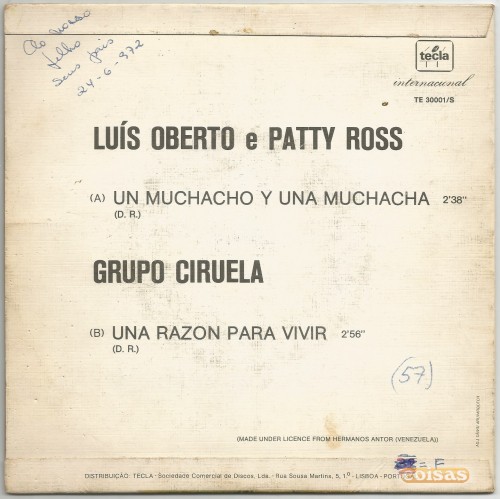 Ao nosso
filho
Seus pais
24-6-972
tecla
internacional
TE 30001/S
LUÍS OBERTO e PATTY ROSS
(A) UN MUCHACHO Y UNA MUCHACHA 2'38"
(D. R.)
GRUPO CIRUELA
(B) UNA RAZON PARA VIVIR 2'56"
(D. R.)
(57)
(MADE UNDER LICENCE FROM HERMANOS ANTOR (VENEZUELA))
= F
coisas
DISTRIBUIÇÃO: TECLA - Sociedade Comercial de Discos, Lda. - Rua Sousa Martins, 5, 1.º - LISBOA -